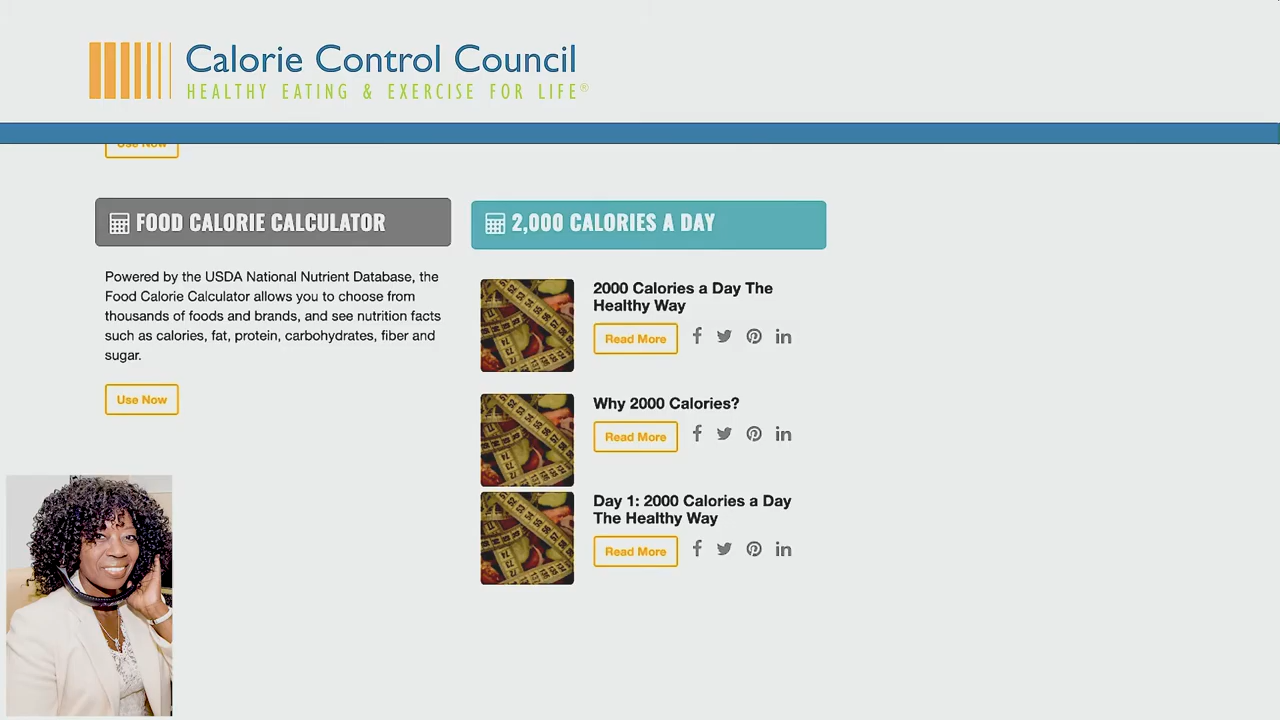 Calorie Control Council
HEALTHY EATING & EXERCISE FOR LIFE®
Use Now
FOOD CALORIE CALCULATOR
Powered by the USDA National Nutrient Database, the
Food Calorie Calculator allows you to choose from
thousands of foods and brands, and see nutrition facts
such as calories, fat, protein, carbohydrates, fiber and
sugar.
Use Now
2,000 CALORIES A DAY
2000 Calories a Day The
Healthy Way
Read More
Why 2000 Calories?
Read More
Day 1: 2000 Calories a Day
The Healthy Way
Read More